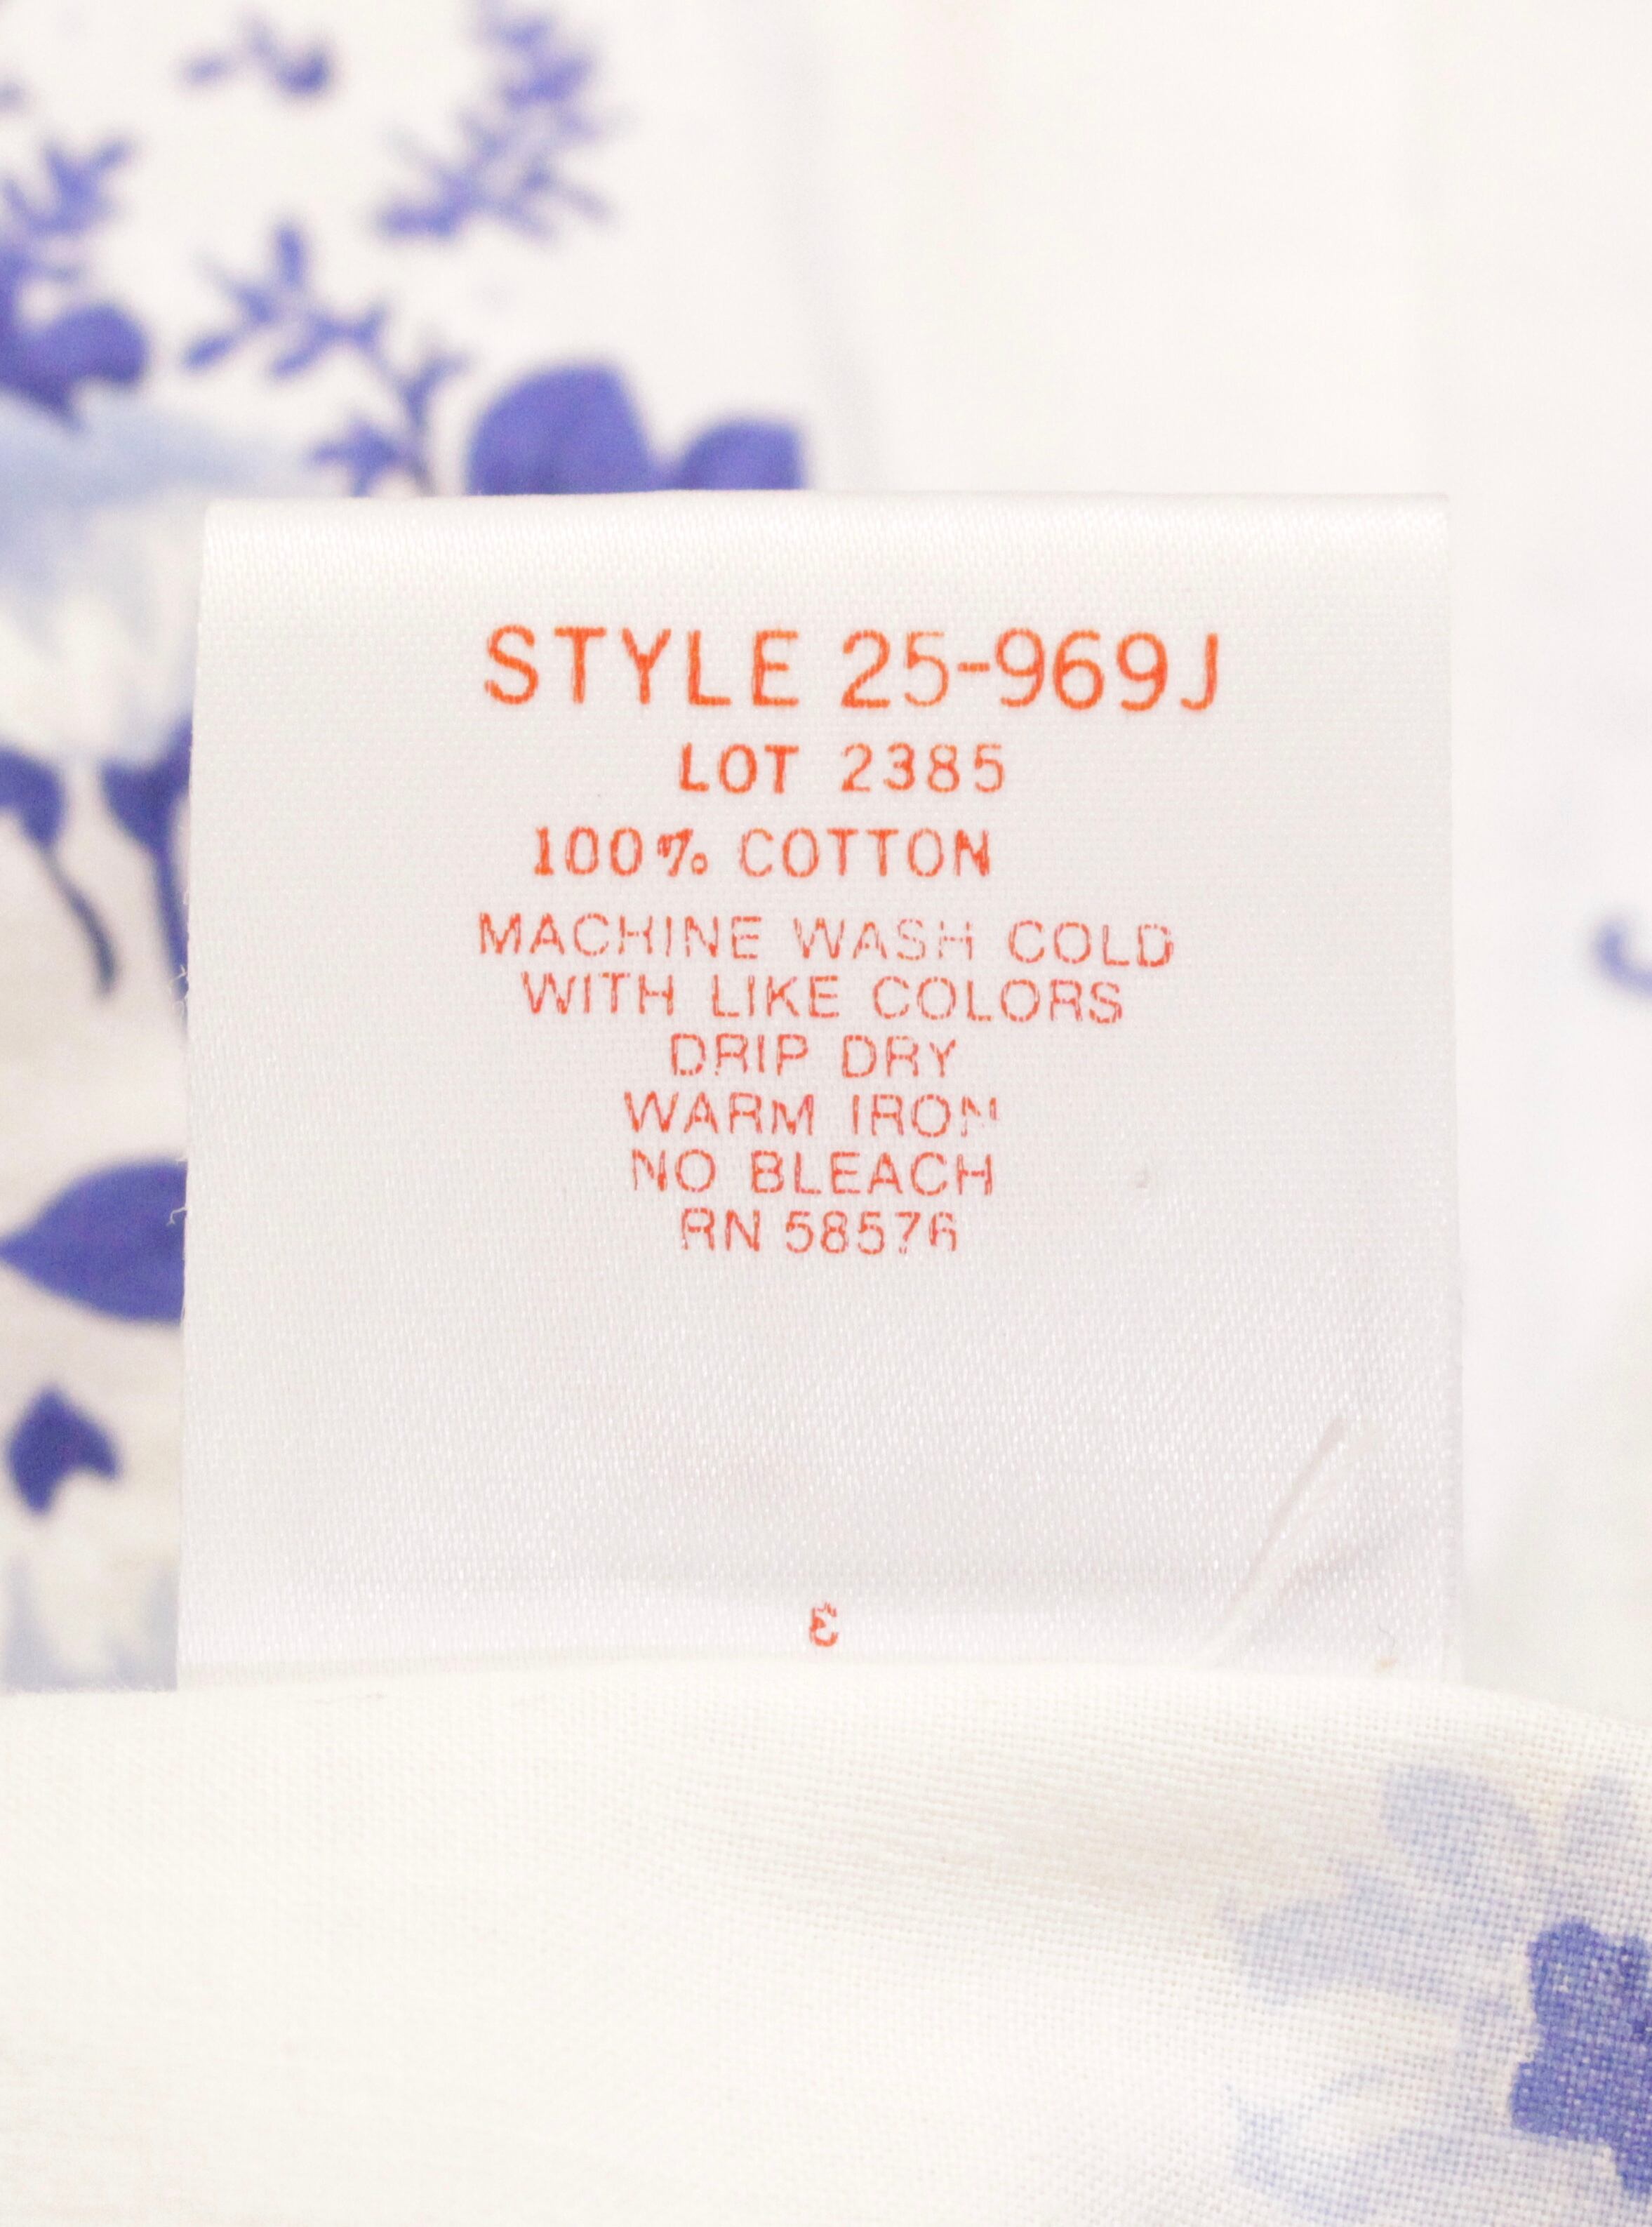 STYLE 25-969J
LOT 2385
100% COTTON
MACHINE WASH COLD
WITH LIKE COLORS
DRIP DRY
WARM IRON
NO BLEACH
RN 58576
3